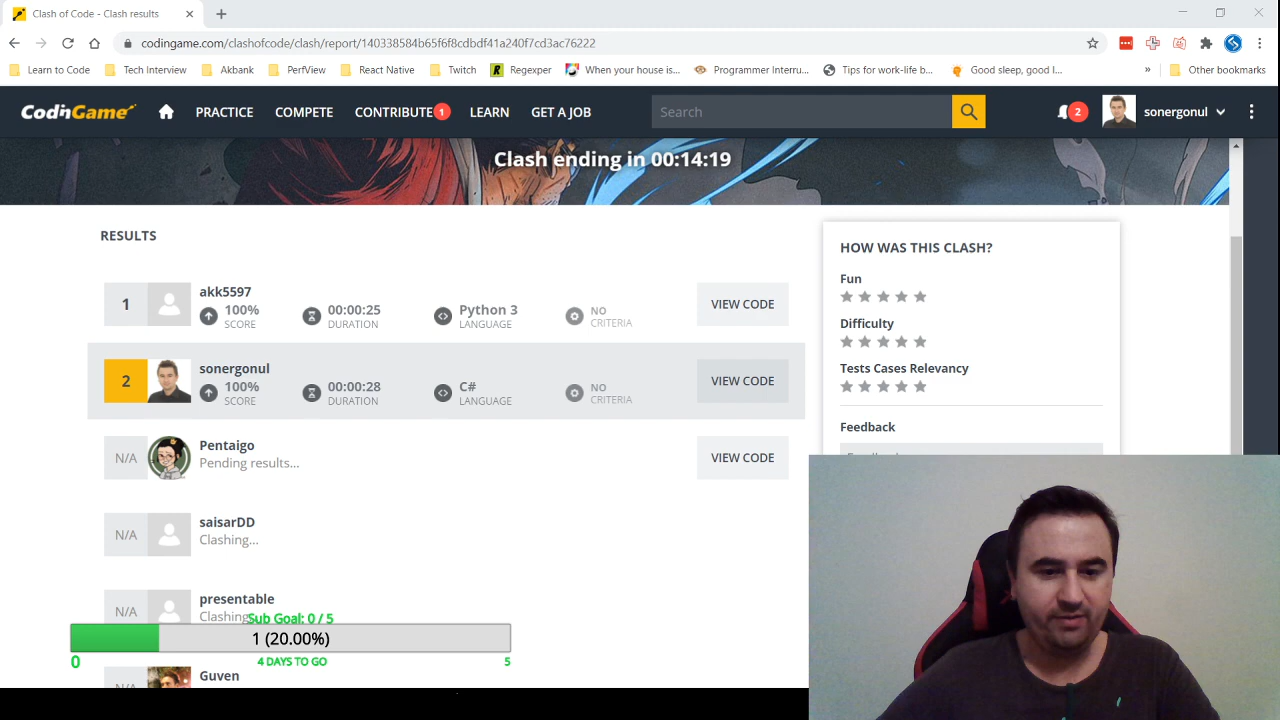 Clash of Code - Clash results
codingame.com/clashofcode/clash/report/140338584b65f6f8cdbdf41a240f7cd3ac76222
Learn to Code Tech Interview Akbank PerfView React Native Twitch Regexper When your house is... Programmer Interru... Tips for work-life b... Good sleep, good l... » Other bookmarks
CODINGAME PRACTICE COMPETE CONTRIBUTE 1 LEARN GET A JOB Search 2 sonergonul
Clash ending in 00:14:19
RESULTS
1 akk5597
100% 00:00:25 Python 3 NO
SCORE DURATION LANGUAGE CRITERIA
VIEW CODE
2 sonergonul
100% 00:00:28 C# NO
SCORE DURATION LANGUAGE CRITERIA
VIEW CODE
N/A Pentaigo
Pending results...
VIEW CODE
N/A saisarDD
Clashing...
N/A presentable
Clashing
N/A Guven
HOW WAS THIS CLASH?
Fun
Difficulty
Tests Cases Relevancy
Feedback
Sub Goal: 0 / 5
1 (20.00%)
0 4 DAYS TO GO 5